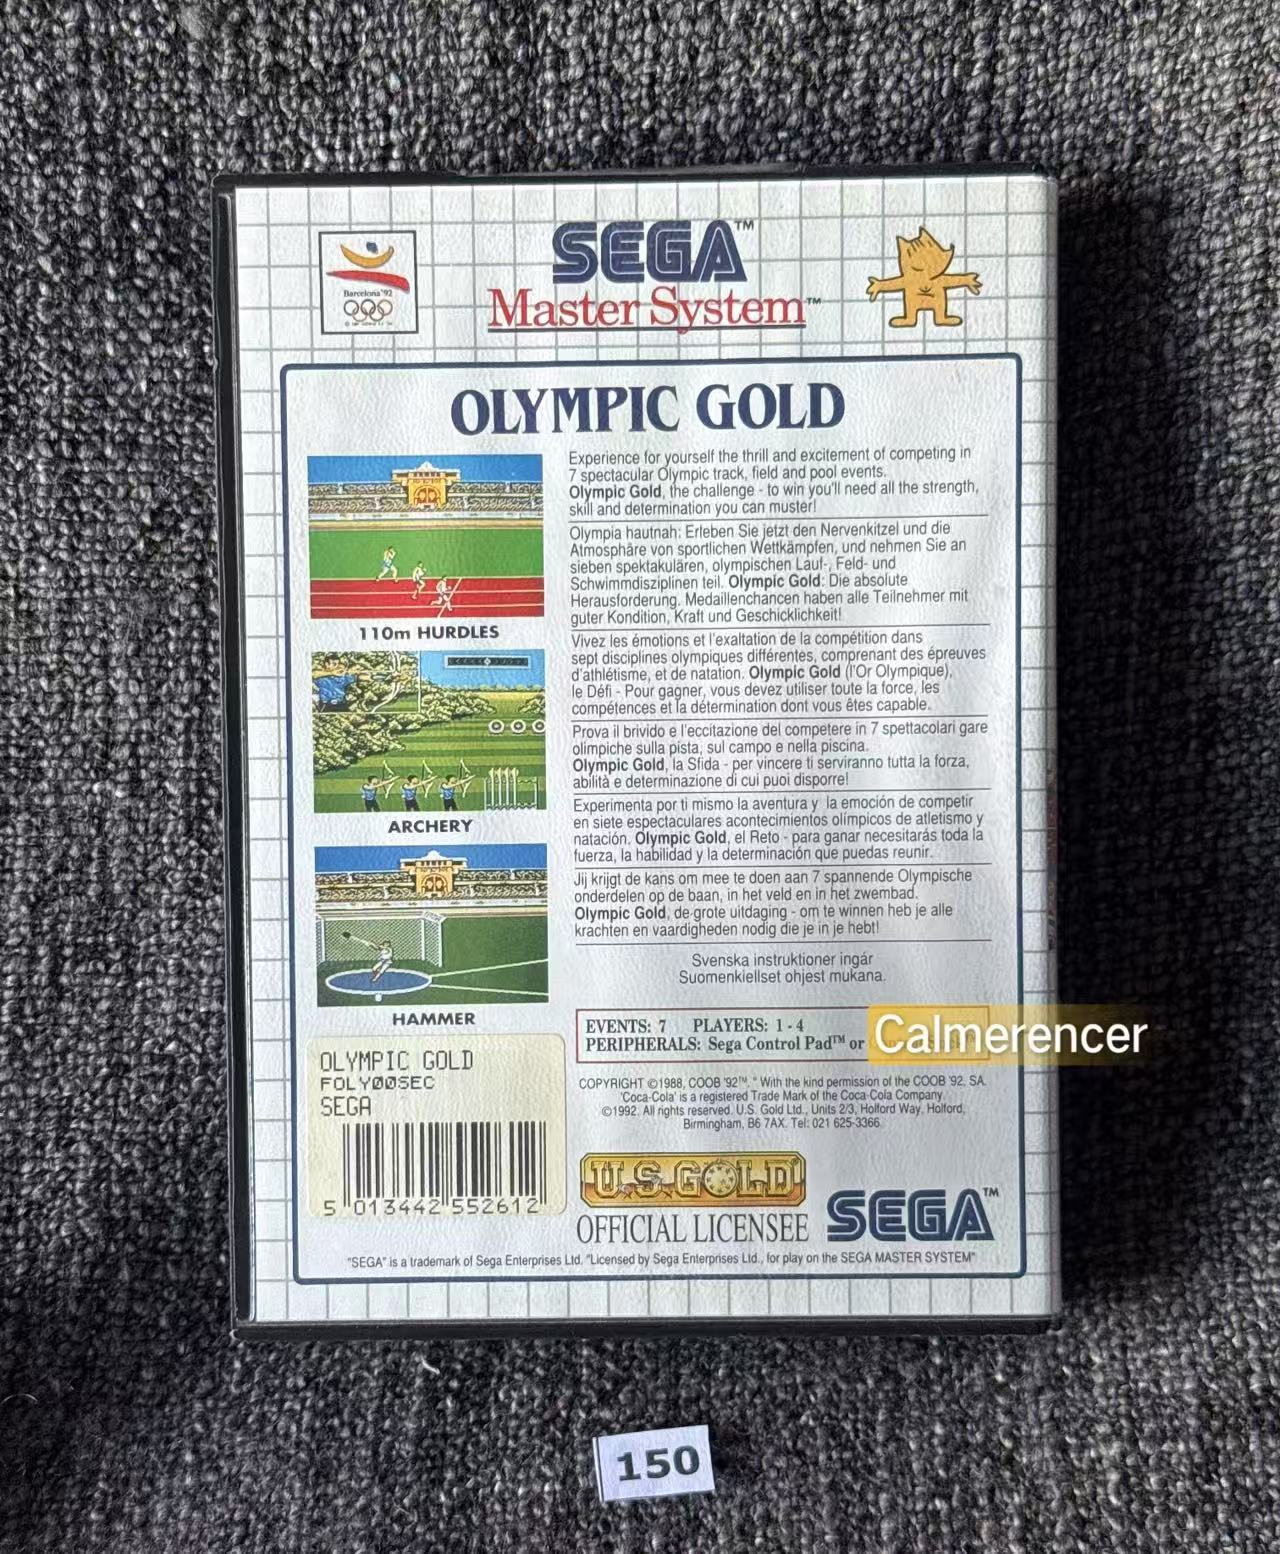 SEGA™
Master System™
Barcelona'92
OLYMPIC GOLD
Experience for yourself the thrill and excitement of competing in
7 spectacular Olympic track, field and pool events.
Olympic Gold, the challenge - to win you'll need all the strength,
skill and determination you can muster!
Olympia hautnah: Erleben Sie jetzt den Nervenkitzel und die
Atmosphäre von sportlichen Wettkämpfen, und nehmen Sie an
sieben spektakulären, olympischen Lauf-, Feld- und
Schwimmdisziplinen teil. Olympic Gold: Die absolute
Herausforderung. Medaillenchancen haben alle Teilnehmer mit
guter Kondition, Kraft und Geschicklichkeit!
Vivez les émotions et l'exaltation de la compétition dans
sept disciplines olympiques différentes, comprenant des épreuves
d'athlétisme, et de natation. Olympic Gold (l'Or Olympique),
le Défi - Pour gagner, vous devez utiliser toute la force, les
compétences et la détermination dont vous êtes capable.
Prova il brivido e l'eccitazione del competere in 7 spettacolari gare
olimpiche sulla pista, sul campo e nella piscina.
Olympic Gold, la Sfida - per vincere ti serviranno tutta la forza,
abilità e determinazione di cui puoi disporre!
Experimenta por ti mismo la aventura y la emoción de competir
en siete espectaculares acontecimientos olímpicos de atletismo y
natación. Olympic Gold, el Reto - para ganar necesitarás toda la
fuerza, la habilidad y la determinación que puedas reunir.
Jij krijgt de kans om mee te doen aan 7 spannende Olympische
onderdelen op de baan, in het veld en in het zwembad.
Olympic Gold, de grote uitdaging - om te winnen heb je alle
krachten en vaardigheden nodig die je in je hebt!
Svenska instruktioner ingår
Suomenkiellset ohjest mukana.
110m HURDLES
ARCHERY
HAMMER
EVENTS: 7 PLAYERS: 1 - 4
PERIPHERALS: Sega Control Pad™ or
Calmerencer
COPYRIGHT ©1988, COOB '92™. * With the kind permission of the COOB '92. SA.
'Coca-Cola' is a registered Trade Mark of the Coca-Cola Company.
©1992. All rights reserved. U.S. Gold Ltd., Units 2/3, Holford Way, Holford,
Birmingham, B6 7AX. Tel: 021 625-3366.
OLYMPIC GOLD
FOLY00SEC
SEGA
5 013442 552612
U.S. GOLD
OFFICIAL LICENSEE
SEGA™
"SEGA" is a trademark of Sega Enterprises Ltd. "Licensed by Sega Enterprises Ltd., for play on the SEGA MASTER SYSTEM"
150